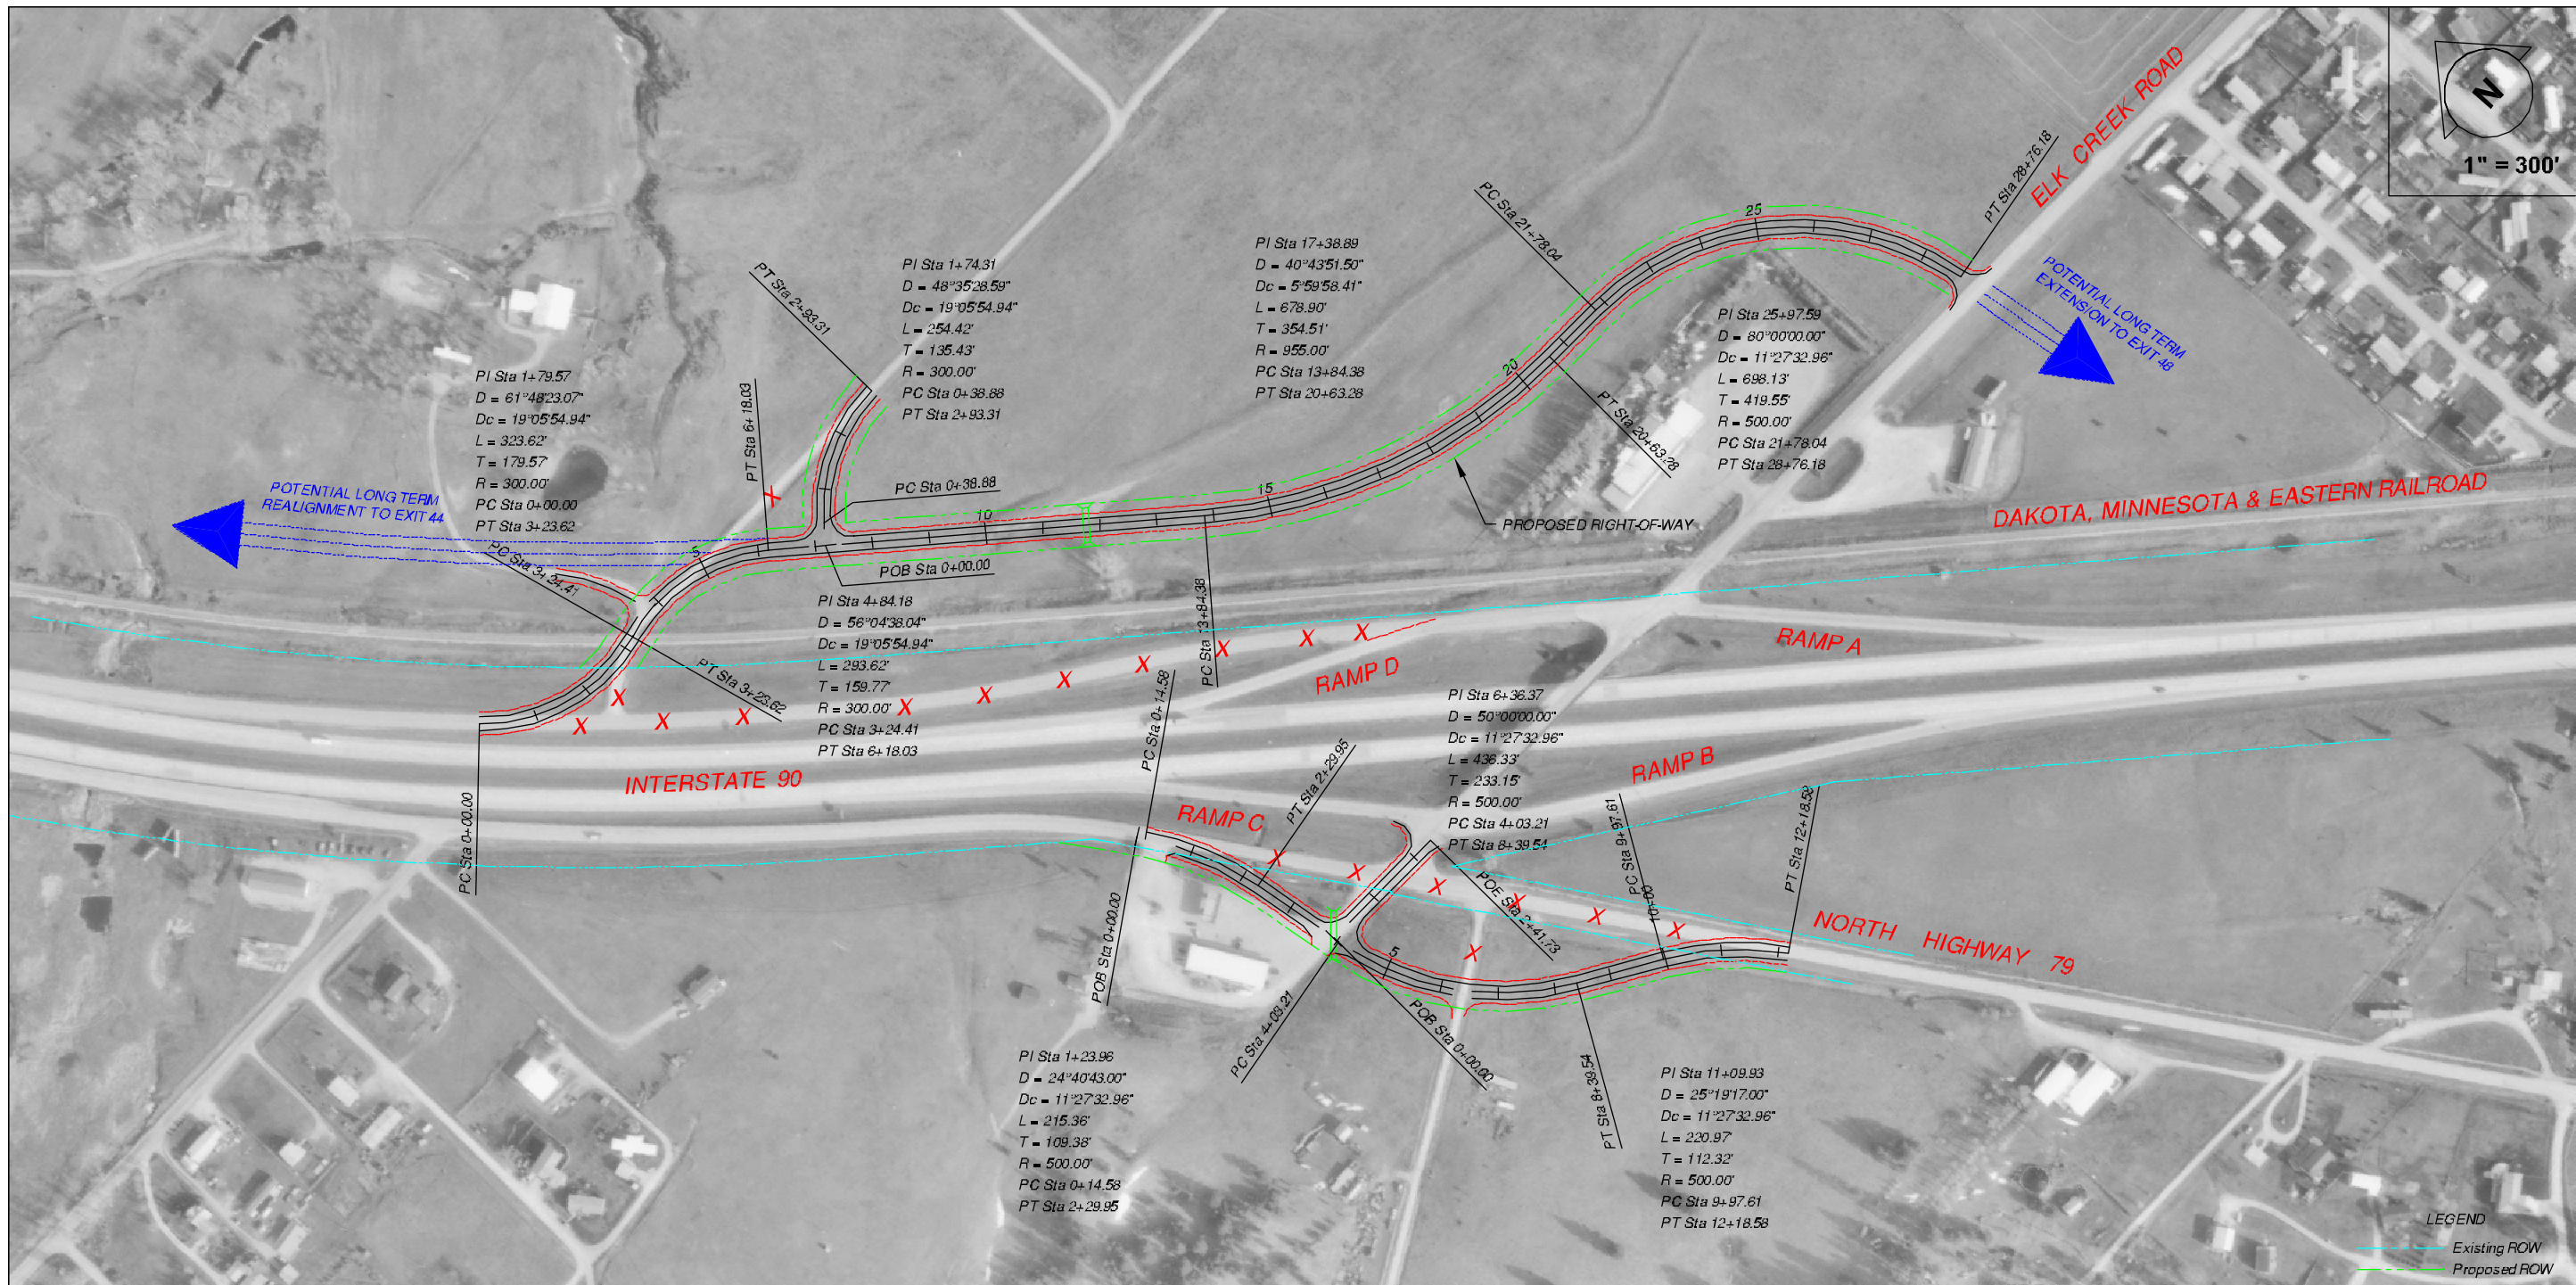 N
1" = 300'
ELK CREEK ROAD
PT Sta 28+76.18
PC Sta 21+78.04
25
20
15
10
5
POTENTIAL LONG TERM
EXTENSION TO EXIT 48
PI Sta 17+38.89
D = 40°43'51.50"
Dc = 5°59'58.41"
L = 678.90'
T = 354.51'
R = 955.00'
PC Sta 13+84.38
PT Sta 20+63.28
PI Sta 1+74.31
D = 48°35'28.59"
Dc = 19°05'54.94"
L = 254.42'
T = 135.43'
R = 300.00'
PC Sta 0+38.88
PT Sta 2+93.31
PT Sta 2+93.31
PI Sta 25+97.59
D = 80°00'00.00"
Dc = 11°27'32.96"
L = 698.13'
T = 419.55'
R = 500.00'
PC Sta 21+78.04
PT Sta 28+76.18
PI Sta 1+79.57
D = 61°48'23.07"
Dc = 19°05'54.94"
L = 323.62'
T = 179.57'
R = 300.00'
PC Sta 0+00.00
PT Sta 3+23.62
PT Sta 6+18.03
PT Sta 20+63.28
PC Sta 0+38.88
POTENTIAL LONG TERM
REALIGNMENT TO EXIT 44
X
DAKOTA, MINNESOTA & EASTERN RAILROAD
PROPOSED RIGHT-OF-WAY
PC Sta 3+24.41
POB Sta 0+00.00
PI Sta 4+84.18
D = 56°04'38.04"
Dc = 19°05'54.94"
L = 293.62'
T = 159.77'
R = 300.00'
PC Sta 3+24.41
PT Sta 6+18.03
PC Sta 13+84.38
PT Sta 3+23.62
X X X X X X X X X X X
RAMP A
RAMP D
PC Sta 0+14.58
PI Sta 6+36.37
D = 50°00'00.00"
Dc = 11°27'32.96"
L = 436.33'
T = 233.15'
R = 500.00'
PC Sta 4+03.21
PT Sta 8+39.54
INTERSTATE 90
RAMP B
PC Sta 0+00.00
RAMP C
PT Sta 2+29.95
PC Sta 9+97.61
10+00
PT Sta 12+18.58
X X X X X X X
POE Sta 2+41.73
NORTH HIGHWAY 79
POB Sta 0+00.00
5
PC Sta 4+03.21
POB Sta 0+00.00
PT Sta 8+39.54
PI Sta 1+23.96
D = 24°40'43.00"
Dc = 11°27'32.96"
L = 215.36'
T = 109.38'
R = 500.00'
PC Sta 0+14.58
PT Sta 2+29.95
PI Sta 11+09.93
D = 25°19'17.00"
Dc = 11°27'32.96"
L = 220.97'
T = 112.32'
R = 500.00'
PC Sta 9+97.61
PT Sta 12+18.58
LEGEND
Existing ROW
Proposed ROW